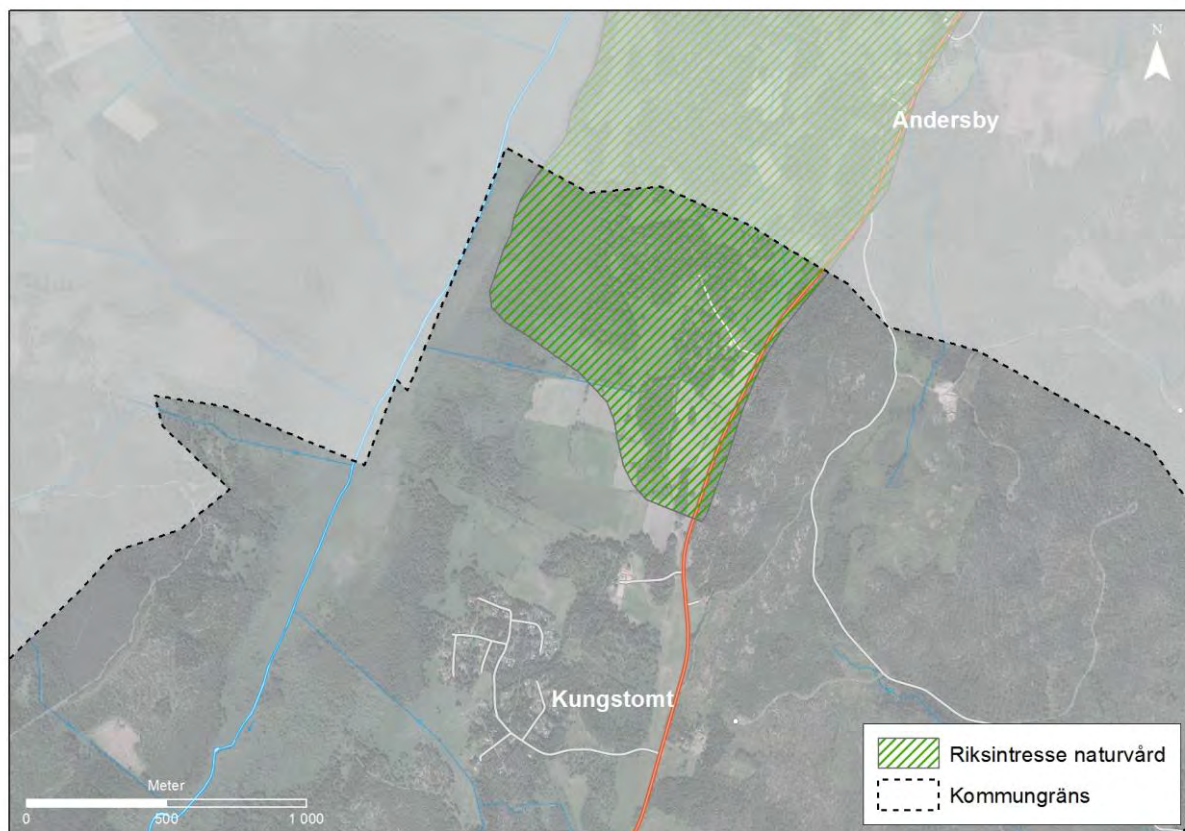 N
Andersby
Kungstomt
Riksintresse naturvård
Kommungräns
Meter
0 500 1 000